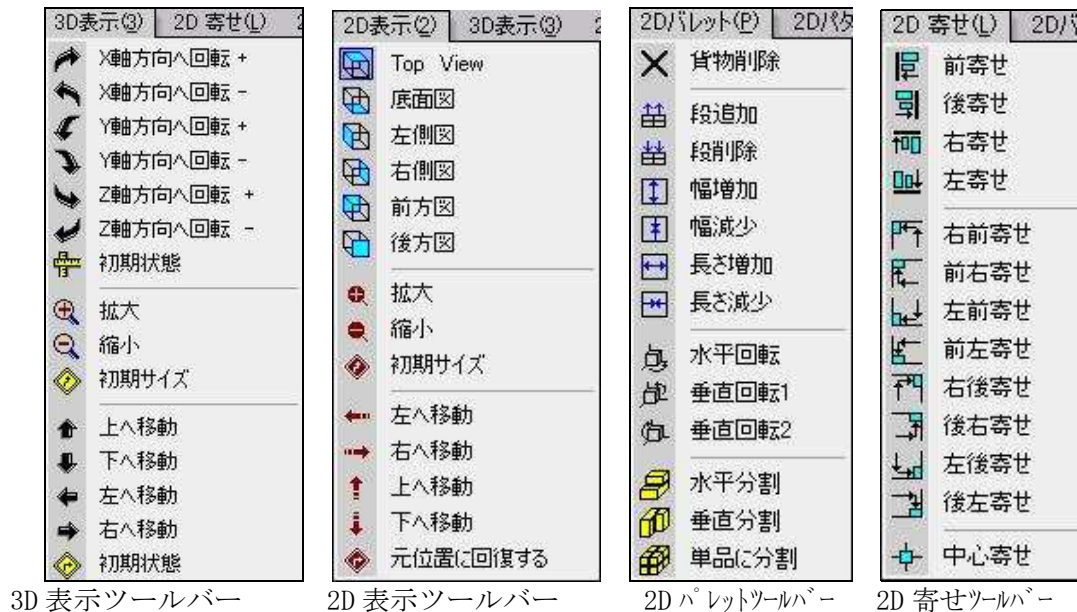 3D表示(3) 2D 寄せ(L)
X軸方向へ回転 +
X軸方向へ回転 -
Y軸方向へ回転 +
Y軸方向へ回転 -
Z軸方向へ回転 +
Z軸方向へ回転 -
初期状態
拡大
縮小
初期サイズ
上へ移動
下へ移動
左へ移動
右へ移動
初期状態
3D 表示ツールバー
2D表示(2) 3D表示(3)
Top View
底面図
左側図
右側図
前方図
後方図
拡大
縮小
初期サイズ
左へ移動
右へ移動
上へ移動
下へ移動
元位置に回復する
2D 表示ツールバー
2Dパレット(P) 2Dパタ
貨物削除
段追加
段削除
幅増加
幅減少
長さ増加
長さ減少
水平回転
垂直回転1
垂直回転2
水平分割
垂直分割
単品に分割
2D パレットツールバー
2D 寄せ(L) 2Dパ
前寄せ
後寄せ
右寄せ
左寄せ
右前寄せ
前右寄せ
左前寄せ
前左寄せ
右後寄せ
後右寄せ
左後寄せ
後左寄せ
中心寄せ
2D 寄せツールバー